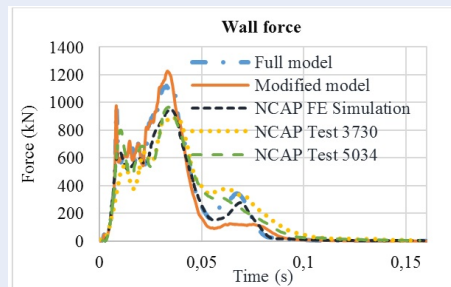 Wall force
1400
1200
1000
800
600
400
200
0
Force (kN)
Full model
Modified model
NCAP FE Simulation
NCAP Test 3730
NCAP Test 5034
0
0,05
0,1
0,15
Time (s)